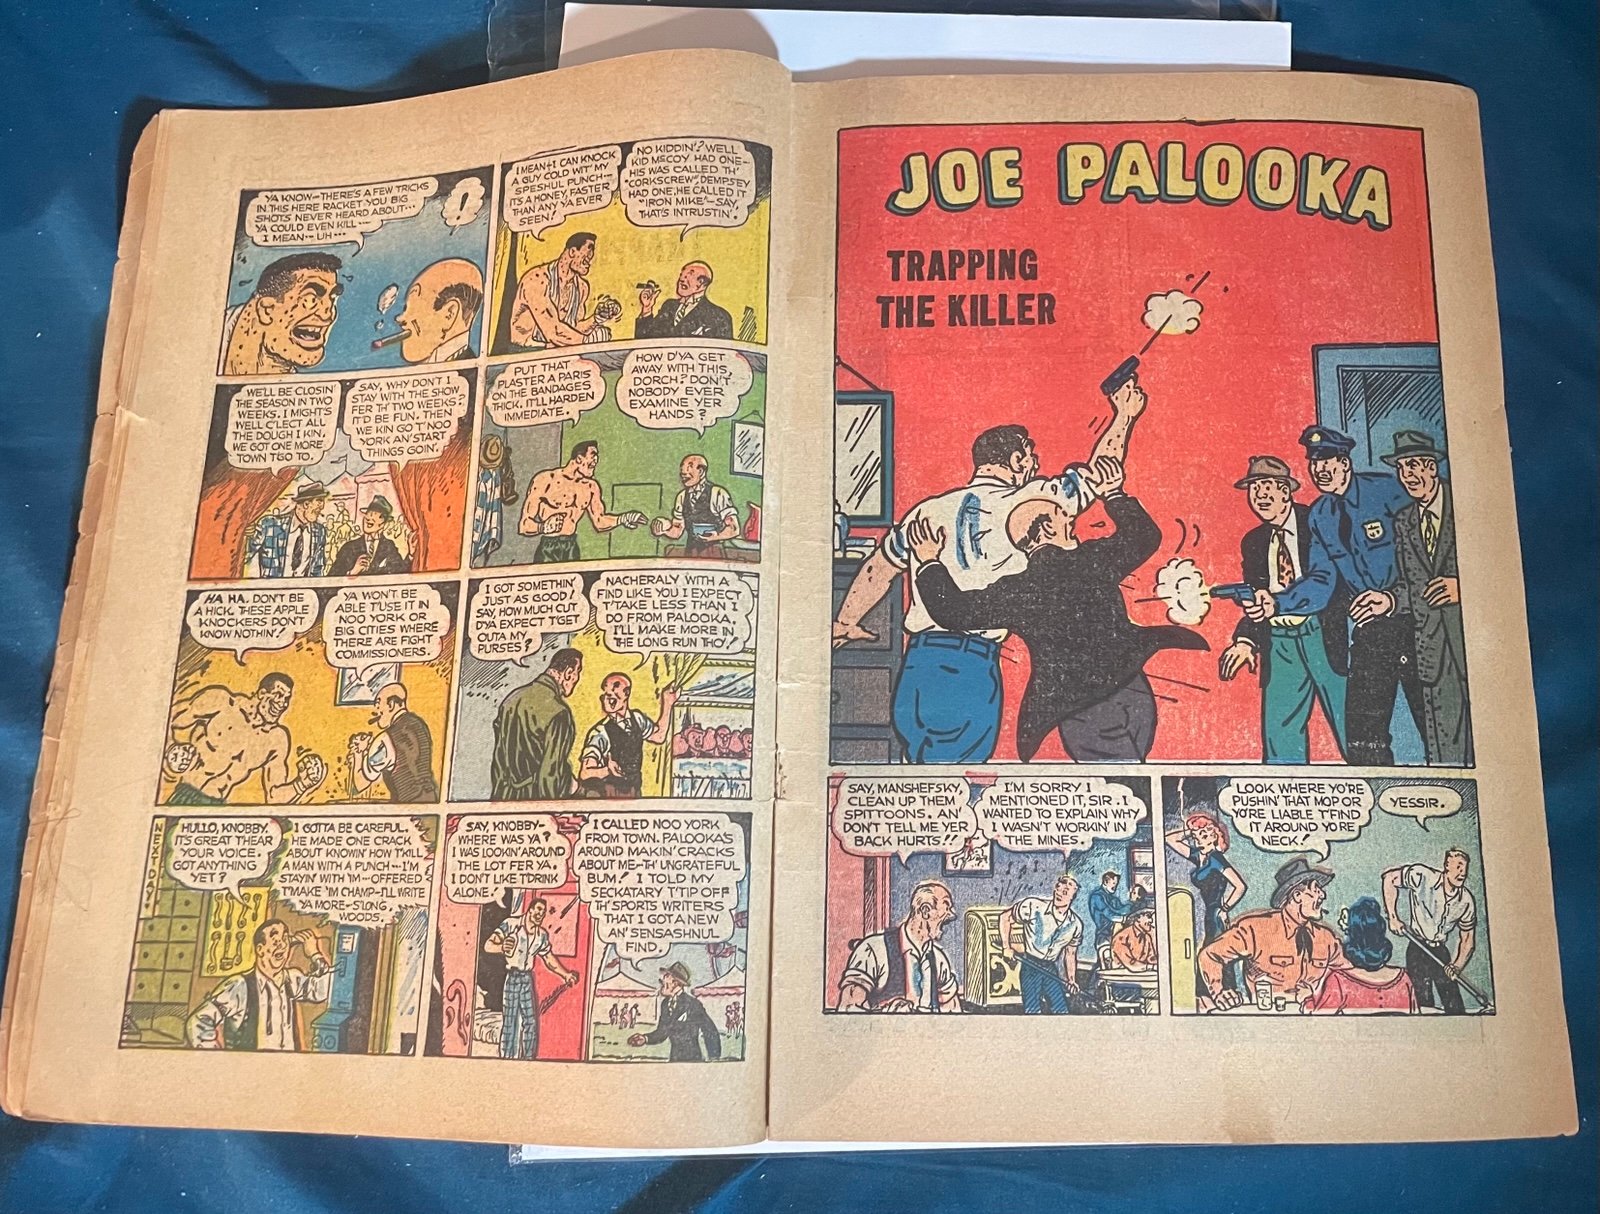 YA KNOW--THERE'S A FEW TRICKS
IN THIS HERE RACKET YOU BIG
SHOTS NEVER HEARD ABOUT...
YA COULD EVEN KILL--
I MEAN-- UH---
!
I MEAN-I CAN KNOCK
A GUY COLD WIT' MY
SPESHUL PUNCH--
IT'S A HONEY, FASTER
THAN ANY YA EVER
SEEN!
NO KIDDIN'? WELL
KID McCOY HAD ONE--
HIS WAS CALLED TH'
"CORKSCREW", DEMPSEY
HAD ONE, HE CALLED IT
'IRON MIKE'--SAY,
THAT'S INTRUSTIN'.
WE'LL BE CLOSIN'
THE SEASON IN TWO
WEEKS. I MIGHT'S
WELL C'LECT ALL
THE DOUGH I KIN.
WE GOT ONE MORE
TOWN T'GO TO.
SAY, WHY DON'T I
STAY WITH THE SHOW
FER TH' TWO WEEKS?
IT'D BE FUN. THEN
WE KIN GO T' NOO
YORK AN' START
THINGS GOIN'.
PUT THAT
PLASTER A PARIS
ON THE BANDAGES
THICK, IT'LL HARDEN
IMMEDIATE.
HOW D'YA GET
AWAY WITH THIS,
DORCH? DON'T
NOBODY EVER
EXAMINE YER
HANDS?
HA HA. DON'T BE
A HICK. THESE APPLE
KNOCKERS DON'T
KNOW NOTHIN'!
YA WON'T BE
ABLE T'USE IT IN
NOO YORK OR
BIG CITIES WHERE
THERE ARE FIGHT
COMMISSIONERS.
I GOT SOMETHIN'
JUST AS GOOD!
SAY, HOW MUCH CUT
D'YA EXPECT T'GET
OUTA MY
PURSES?
NACHERALY WITH A
FIND LIKE YOU I EXPECT
T'TAKE LESS THAN I
DO FROM PALOOKA.
I'LL MAKE MORE IN
THE LONG RUN THO'!
NEXT DAY
HULLO, KNOBBY.
IT'S GREAT T'HEAR
YOUR VOICE.
GOT ANYTHING
YET?
I GOTTA BE CAREFUL.
HE MADE ONE CRACK
ABOUT KNOWIN' HOW T'KILL
A MAN WITH A PUNCH---I'M
STAYIN' WITH 'IM--OFFERED
T'MAKE 'IM CHAMP--I'LL WRITE
YA MORE--S'LONG,
WOODS.
SAY, KNOBBY--
WHERE WAS YA?
I WAS LOOKIN' AROUND
THE LOT FER YA.
I DON'T LIKE T'DRINK
ALONE!
I CALLED NOO YORK
FROM TOWN. PALOOKA'S
AROUND MAKIN' CRACKS
ABOUT ME--TH' UNGRATEFUL
BUM! I TOLD MY
SECKATARY T'TIP OFF
TH' SPORTS WRITERS
THAT I GOT A NEW
AN' SENSASHNUL
FIND.
JOE PALOOKA
TRAPPING
THE KILLER
SAY, MANSHEFSKY,
CLEAN UP THEM
SPITTOONS. AN'
DON'T TELL ME YER
BACK HURTS!!
I'M SORRY I
MENTIONED IT, SIR. I
WANTED TO EXPLAIN WHY
I WASN'T WORKIN' IN
THE MINES.
LOOK WHERE YO'RE
PUSHIN' THAT MOP OR
YO'RE LIABLE T'FIND
IT AROUND YO'RE
NECK!
YESSIR.